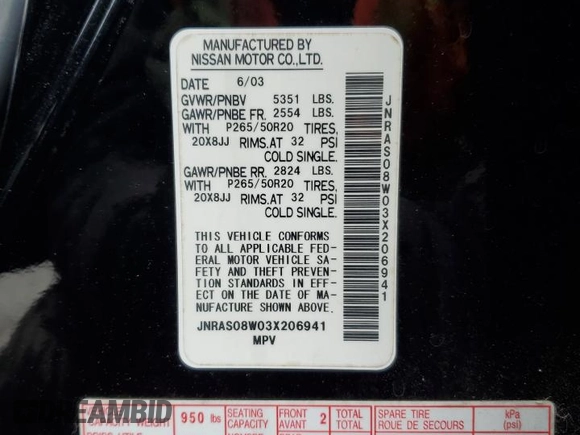 MANUFACTURED BY
NISSAN MOTOR CO.,LTD.
DATE 6/03
GVWR/PNBV 5351 LBS.
GAWR/PNBE FR. 2554 LBS.
WITH P265/50R20 TIRES,
20X8JJ RIMS,AT 32 PSI
COLD SINGLE.
GAWR/PNBE RR. 2824 LBS.
WITH P265/50R20 TIRES,
20X8JJ RIMS,AT 32 PSI
COLD SINGLE.
THIS VEHICLE CONFORMS
TO ALL APPLICABLE FED-
ERAL MOTOR VEHICLE SA-
FETY AND THEFT PREVEN-
TION STANDARDS IN EFF-
ECT ON THE DATE OF MA-
NUFACTURE SHOWN ABOVE.
JNRAS08W03X206941
MPV
JNRAS08W03X206941
950 lbs SEATING CAPACITY FRONT AVANT 2 TOTAL TOTAL SPARE TIRE ROUE DE SECOURS kPa (psi)